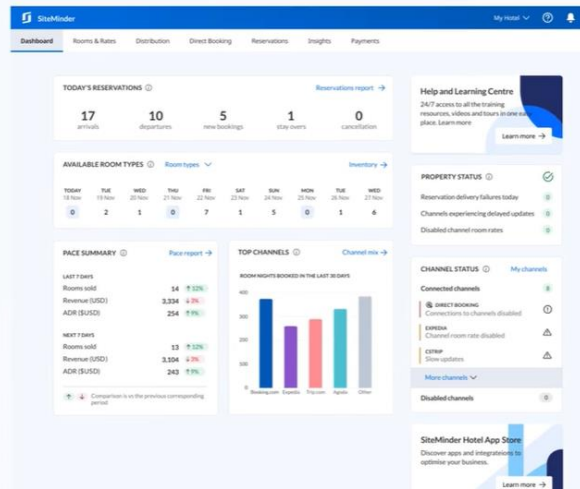 SiteMinder
My Hotel
Dashboard Rooms & Rates Distribution Direct Booking Reservations Insights Payments
TODAY'S RESERVATIONS
Reservations report →
17 10 5 1 0
arrivals departures new bookings stay overs cancellation
AVAILABLE ROOM TYPES Room types
Inventory →
TODAY TUE WED THU FRI SAT SUN MON TUE WED
18 Nov 19 Nov 20 Nov 21 Nov 22 Nov 23 Nov 24 Nov 25 Nov 26 Nov 27 Nov
0 2 1 0 7 1 5 0 1 6
PACE SUMMARY
Pace report →
LAST 7 DAYS
Rooms sold 14 ↑ 12%
Revenue (USD) 3,334 ↓ 3%
ADR ($USD) 254 ↑ 9%
NEXT 7 DAYS
Rooms sold 13 ↑ 12%
Revenue (USD) 3,104 ↓ 3%
ADR ($USD) 243 ↑ 9%
↑ ↓ Comparison is vs the previous corresponding
period
TOP CHANNELS
Channel mix →
ROOM NIGHTS BOOKED IN THE LAST 30 DAYS
400
300
200
100
0
Booking.com Expedia Trip.com Agoda Other
Help and Learning Centre
24/7 access to all the training
resources, videos and tours in one easy
place. Learn more
Learn more →
PROPERTY STATUS
Reservation delivery failures today 0
Channels experiencing delayed updates 0
Disabled channel room rates 0
CHANNEL STATUS
My channels
Connected channels 8
DIRECT BOOKING
Connections to channels disabled
EXPEDIA
Channel room rate disabled
CSTRIP
Slow updates
More channels
Disabled channels 0
SiteMinder Hotel App Store
Discover apps and integrateions to
optimise your business.
Learn more →